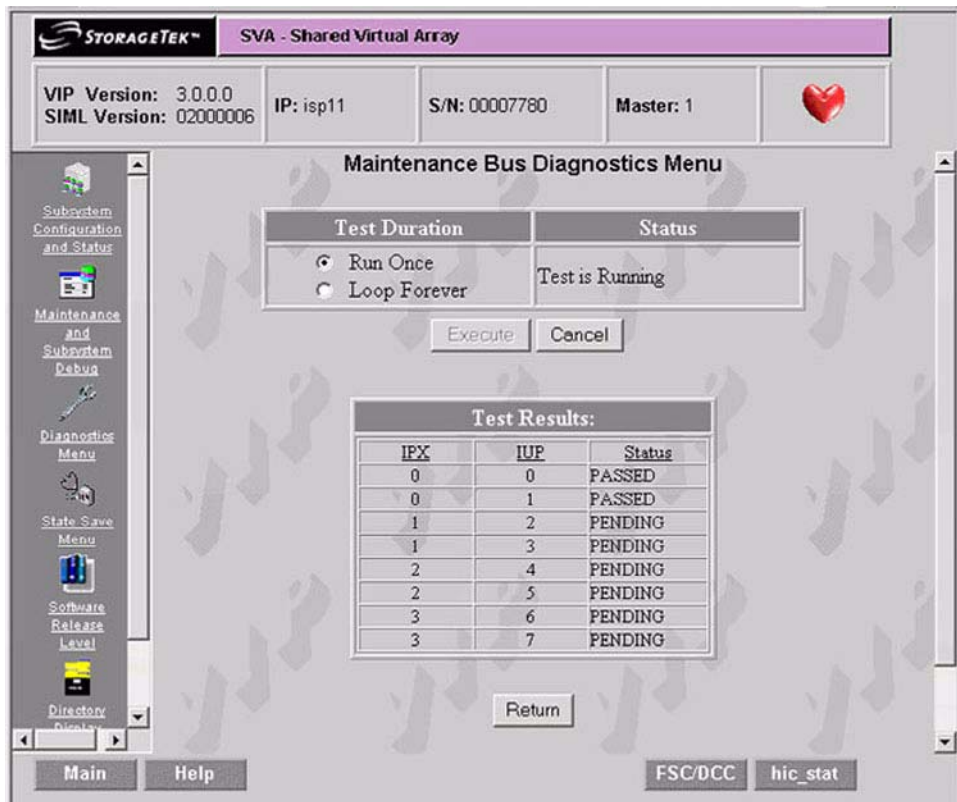 STORAGETEK™
SVA - Shared Virtual Array
VIP Version: 3.0.0.0
SIML Version: 02000006
IP: isp11
S/N: 00007780
Master: 1
Subsystem
Configuration
and Status
Maintenance
and
Subsystem
Debug
Diagnostics
Menu
State Save
Menu
Software
Release
Level
Directory
Display
Maintenance Bus Diagnostics Menu
Test Duration Status
Run Once
Loop Forever
Test is Running
Execute Cancel
Test Results:
IPX IUP Status
0 0 PASSED
0 1 PASSED
1 2 PENDING
1 3 PENDING
2 4 PENDING
2 5 PENDING
3 6 PENDING
3 7 PENDING
Return
Main Help FSC/DCC hic_stat